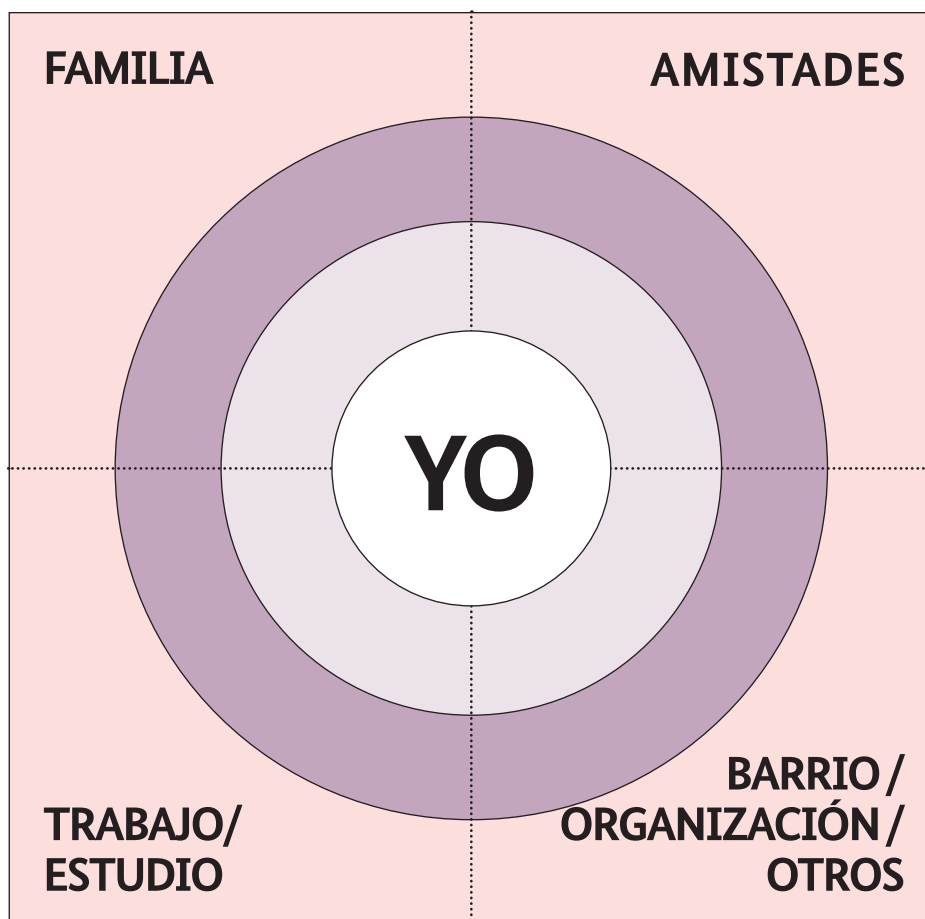 FAMILIA
AMISTADES
YO
TRABAJO/
ESTUDIO
BARRIO/
ORGANIZACIÓN/
OTROS